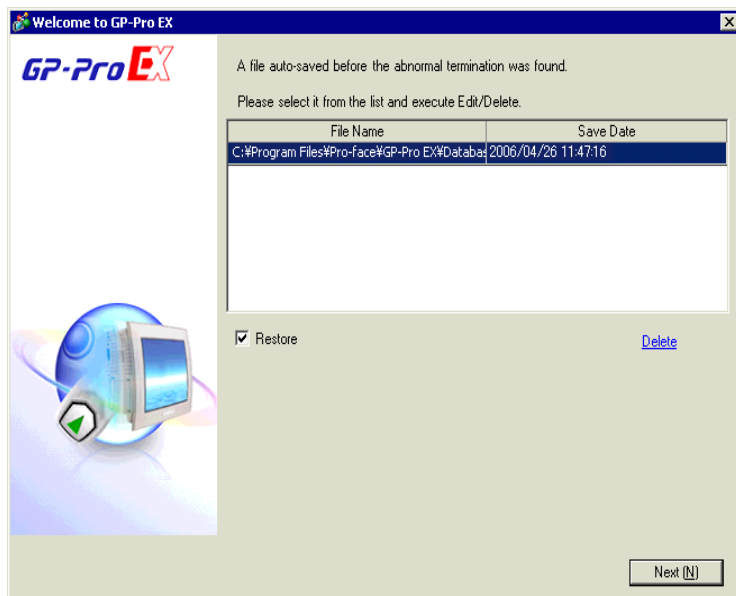 Welcome to GP-Pro EX
GP-Pro EX
A file auto-saved before the abnormal termination was found.
Please select it from the list and execute Edit/Delete.
File Name Save Date
C:¥Program Files¥Pro-face¥GP-Pro EX¥Databas 2006/04/26 11:47:16
Restore Delete
Next (N)